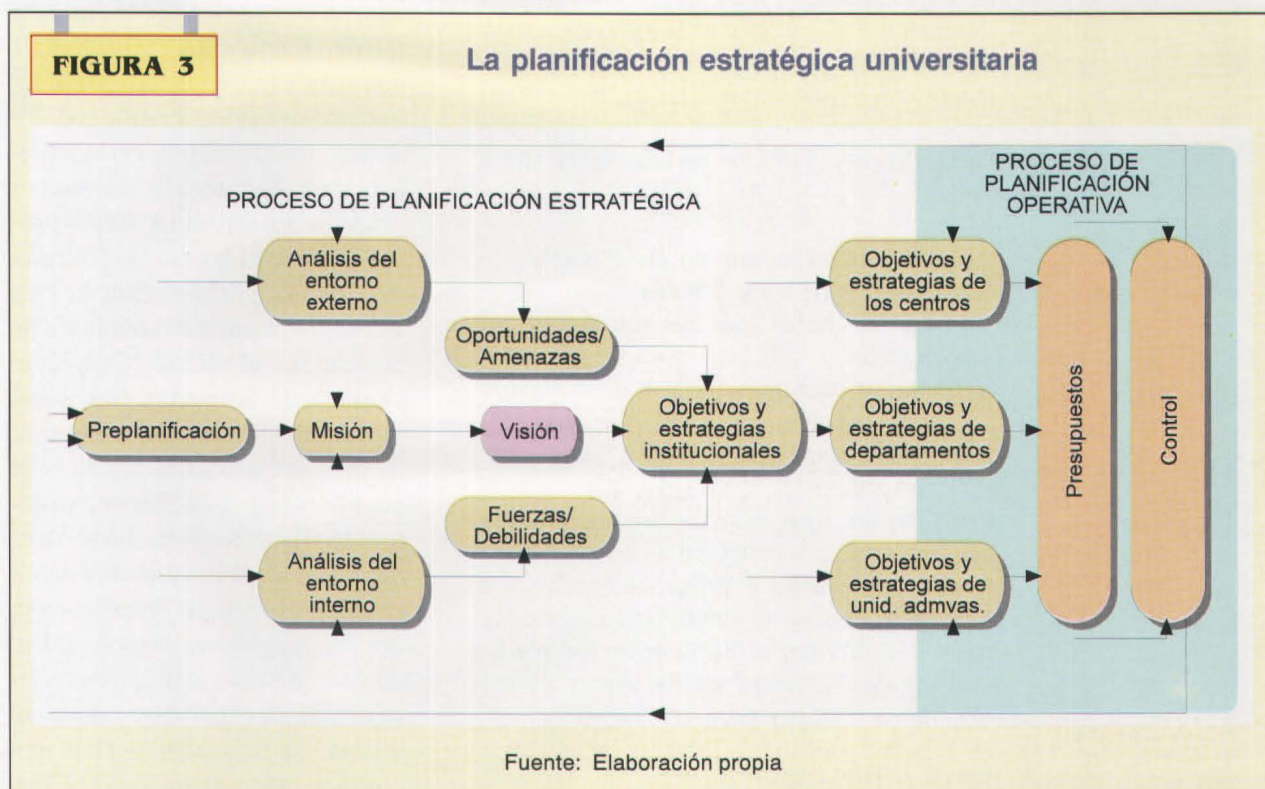 FIGURA 3
La planificación estratégica universitaria
PROCESO DE PLANIFICACIÓN ESTRATÉGICA
PROCESO DE
PLANIFICACIÓN
OPERATIVA
Análisis del
entorno
externo
Oportunidades/
Amenazas
Preplanificación
Misión
Visión
Objetivos y
estrategias
institucionales
Fuerzas/
Debilidades
Análisis del
entorno
interno
Objetivos y
estrategias de
los centros
Objetivos y
estrategias de
departamentos
Objetivos y
estrategias de
unid. admvas.
Presupuestos
Control
Fuente: Elaboración propia